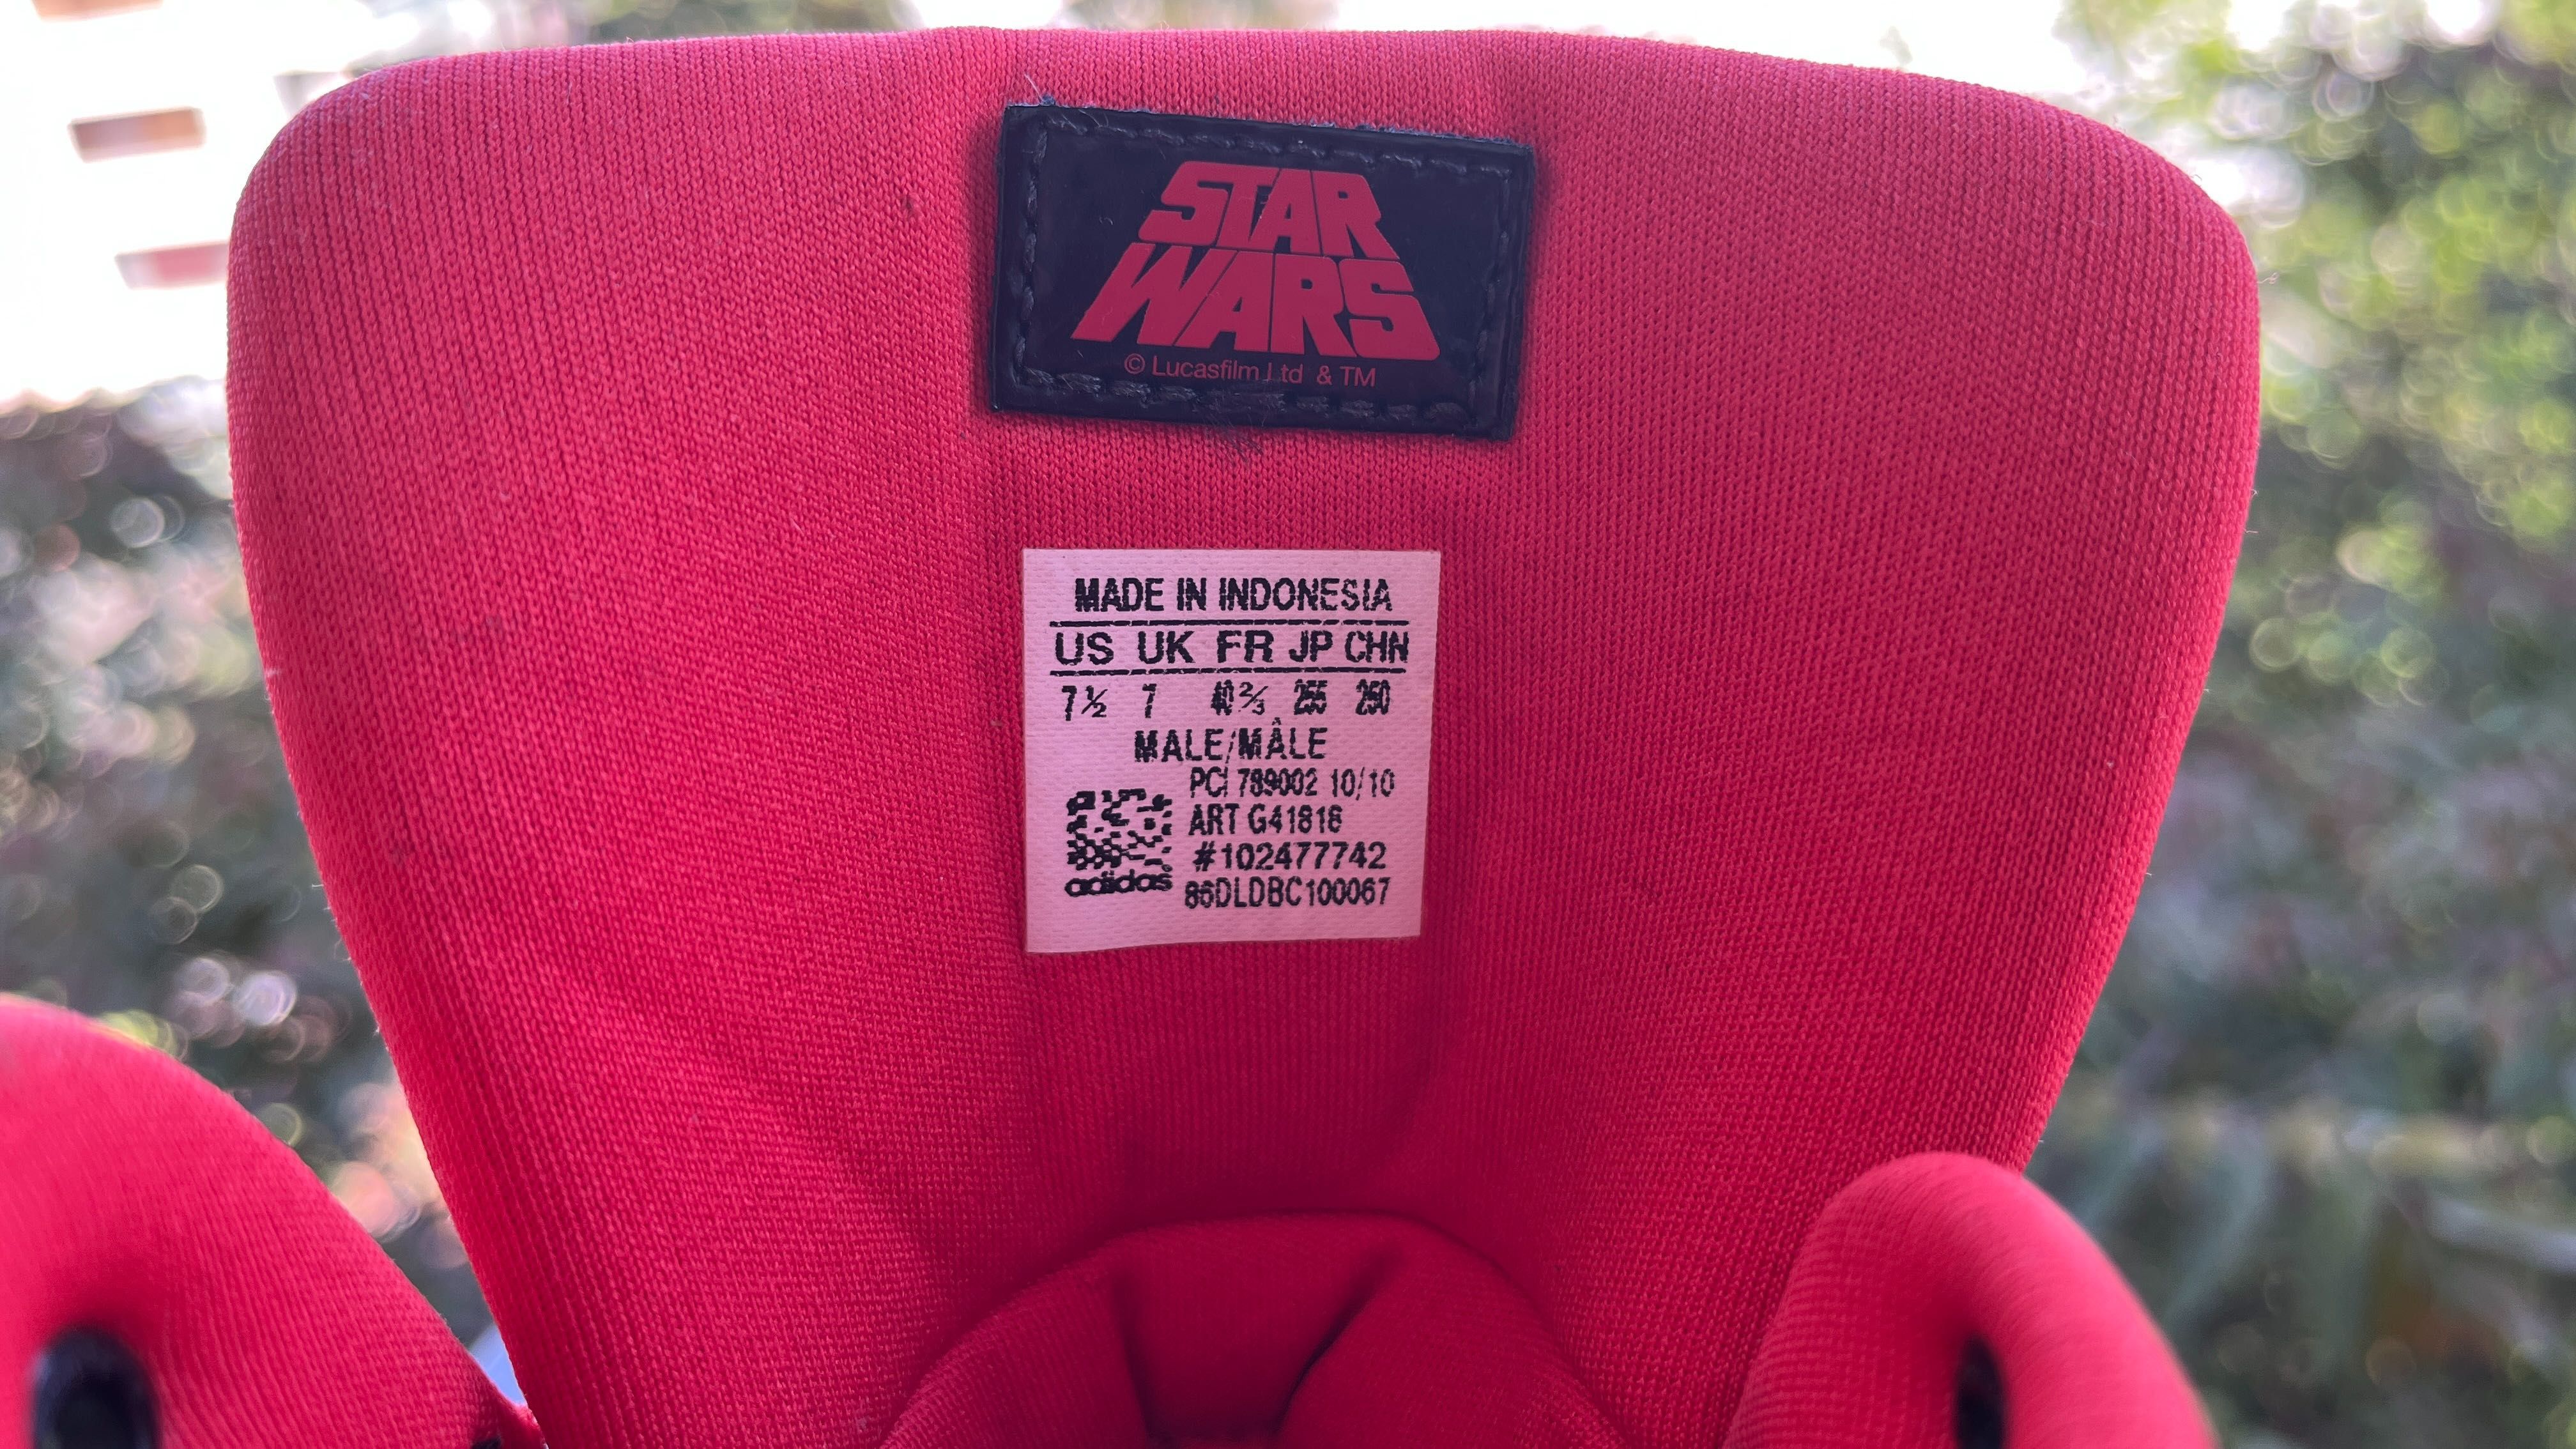 STAR
WARS
© Lucasfilm Ltd & TM
MADE IN INDONESIA
US UK FR JP CHN
7½ 7 40⅔ 255 250
MALE/MÂLE
PCI 789002 10/10
ART G41818
#102477742
adidas
86DLDBC100067